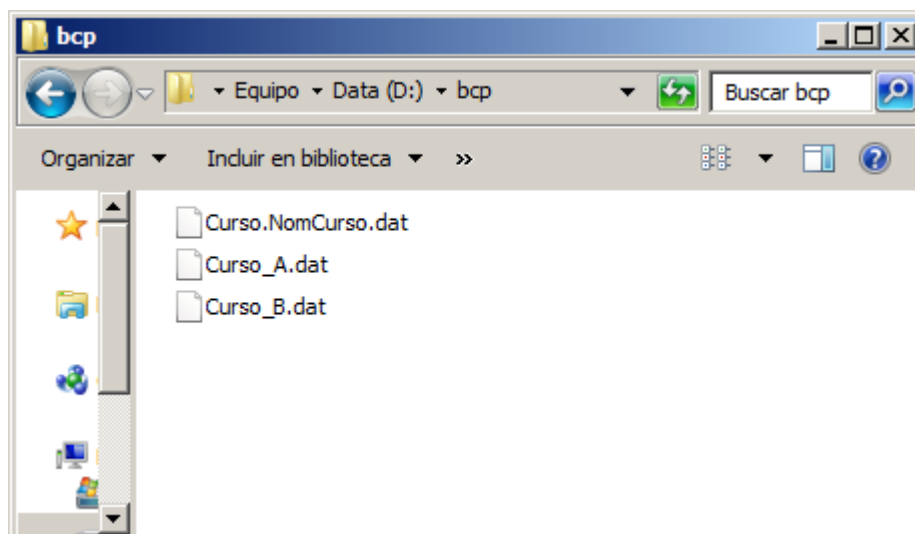 bcp
Equipo Data (D:) bcp Buscar bcp
Organizar Incluir en biblioteca »
Curso.NomCurso.dat
Curso_A.dat
Curso_B.dat